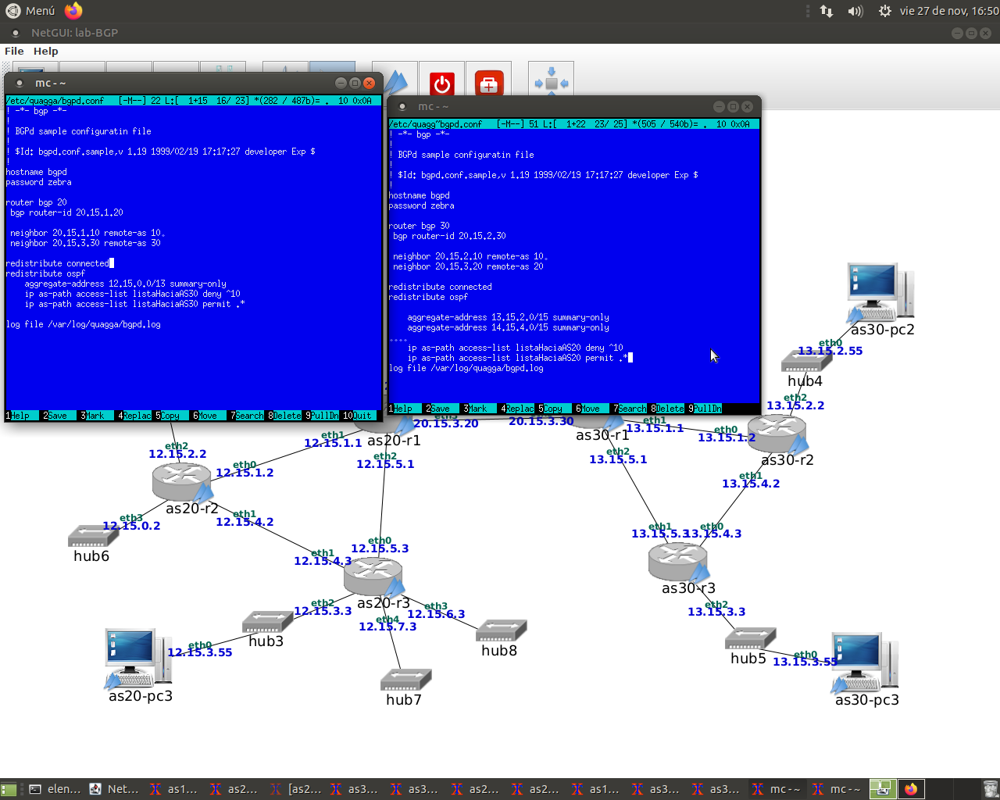 Menú
vie 27 de nov, 16:50
NetGUI: lab-BGP
File Help
mc - ~
/etc/quagga/bgpd.conf [-M--] 22 L:[ 1+15 16/ 23] *(282 / 487b)= . 10 0x0A
! -*- bgp -*-
!
! BGPd sample configuratin file
!
! $Id: bgpd.conf.sample,v 1.19 1999/02/19 17:17:27 developer Exp $
!
hostname bgpd
password zebra
router bgp 20
bgp router-id 20.15.1.20
neighbor 20.15.1.10 remote-as 10.
neighbor 20.15.3.30 remote-as 30
redistribute connected
redistribute ospf
aggregate-address 12.15.0.0/13 summary-only
ip as-path access-list listaHaciaAS30 deny ^10
ip as-path access-list listaHaciaAS30 permit .*
log file /var/log/quagga/bgpd.log
1Help 2Save 3Mark 4Replac 5Copy 6Move 7Search 8Delete 9PullDn 10Quit
mc - ~
/etc/quagg~bgpd.conf [-M--] 51 L:[ 1+22 23/ 25] *(505 / 540b)= . 10 0x0A
! -*- bgp -*-
!
! BGPd sample configuratin file
!
! $Id: bgpd.conf.sample,v 1.19 1999/02/19 17:17:27 developer Exp $
!
hostname bgpd
password zebra
router bgp 30
bgp router-id 20.15.2.30
neighbor 20.15.2.10 remote-as 10.
neighbor 20.15.3.20 remote-as 20
redistribute connected
redistribute ospf
aggregate-address 13.15.2.0/15 summary-only
aggregate-address 14.15.4.0/15 summary-only
....
ip as-path access-list listaHaciaAS20 deny ^10
ip as-path access-list listaHaciaAS20 permit .*
log file /var/log/quagga/bgpd.log
1Help 2Save 3Mark 4Replac 5Copy 6Move 7Search 8Delete 9PullDn
as30-pc2
eth0
13.15.2.55
hub4
eth2
13.15.2.2
eth3
20.15.3.20
20.15.3.30
as20-r1
as30-r1
eth1
13.15.1.1
eth0
13.15.1.2
as30-r2
eth1
12.15.1.1
eth2
12.15.2.2
eth2
12.15.5.1
eth2
13.15.5.1
eth0
12.15.1.2
eth1
13.15.4.2
as20-r2
eth1
12.15.4.2
eth3
12.15.0.2
hub6
eth1
13.15.5.3
eth0
13.15.4.3
eth0
12.15.5.3
eth1
12.15.4.3
as30-r3
as20-r3
eth2
12.15.3.3
eth3
12.15.6.3
eth4
12.15.7.3
eth2
13.15.3.3
hub3
hub8
hub5
eth0
12.15.3.55
eth0
13.15.3.55
as20-pc3
hub7
as30-pc3
elen... Net... as1... as2... [as2... as3... as3... as2... as2... as1... as3... as3... mc - ~ mc - ~